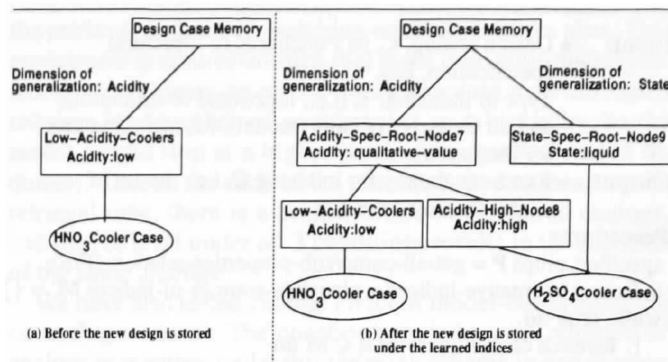 Design Case Memory
Dimension of
generalization: Acidity
Low-Acidity-Coolers
Acidity:low
HNO3Cooler Case
(a) Before the new design is stored
Design Case Memory
Dimension of
generalization: Acidity
Dimension of
generalization: State
Acidity-Spec-Root-Node7
Acidity: qualitative-value
State-Spec-Root-Node9
State:liquid
Low-Acidity-Coolers
Acidity:low
Acidity-High-Node8
Acidity:high
HNO3Cooler Case
H2SO4Cooler Case
(b) After the new design is stored
under the learned indices